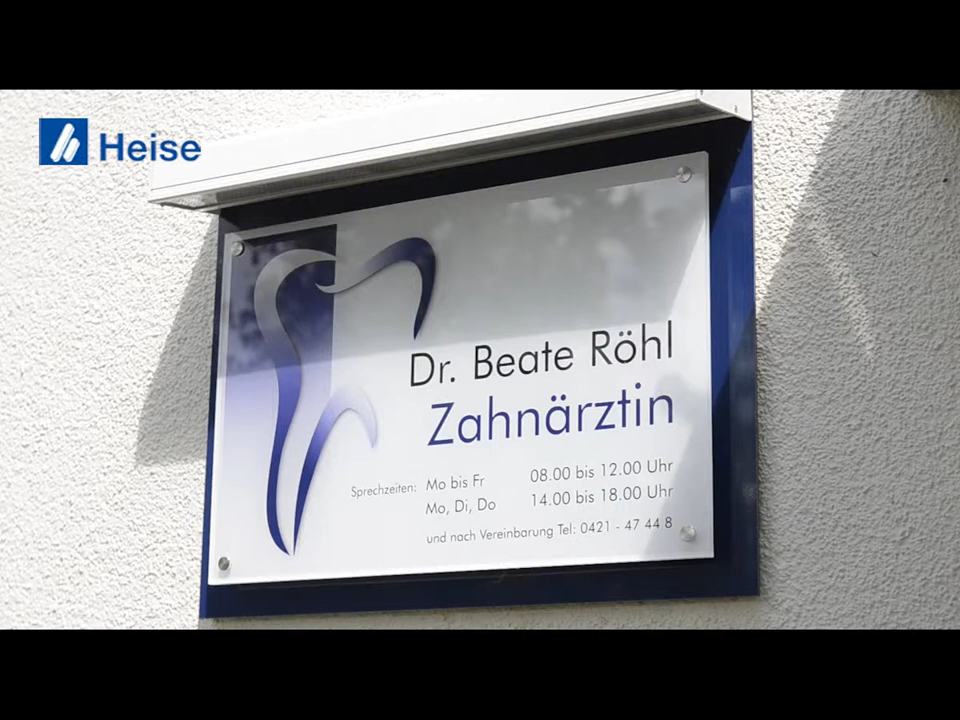 Heise
Dr. Beate Röhl
Zahnärztin
Sprechzeiten: Mo bis Fr 08.00 bis 12.00 Uhr
Mo, Di, Do 14.00 bis 18.00 Uhr
und nach Vereinbarung Tel: 0421 - 47 44 8